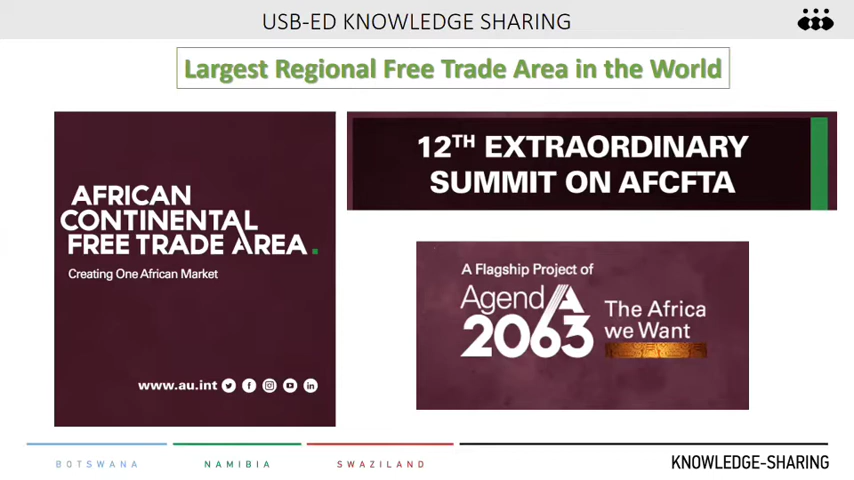 USB-ED KNOWLEDGE SHARING
Largest Regional Free Trade Area in the World
AFRICAN
CONTINENTAL
FREE TRADE AREA.
Creating One African Market
www.au.int
12TH EXTRAORDINARY
SUMMIT ON AFCFTA
A Flagship Project of
AgendA
2063
The Africa
we Want
BOTSWANA
NAMIBIA
SWAZILAND
KNOWLEDGE-SHARING